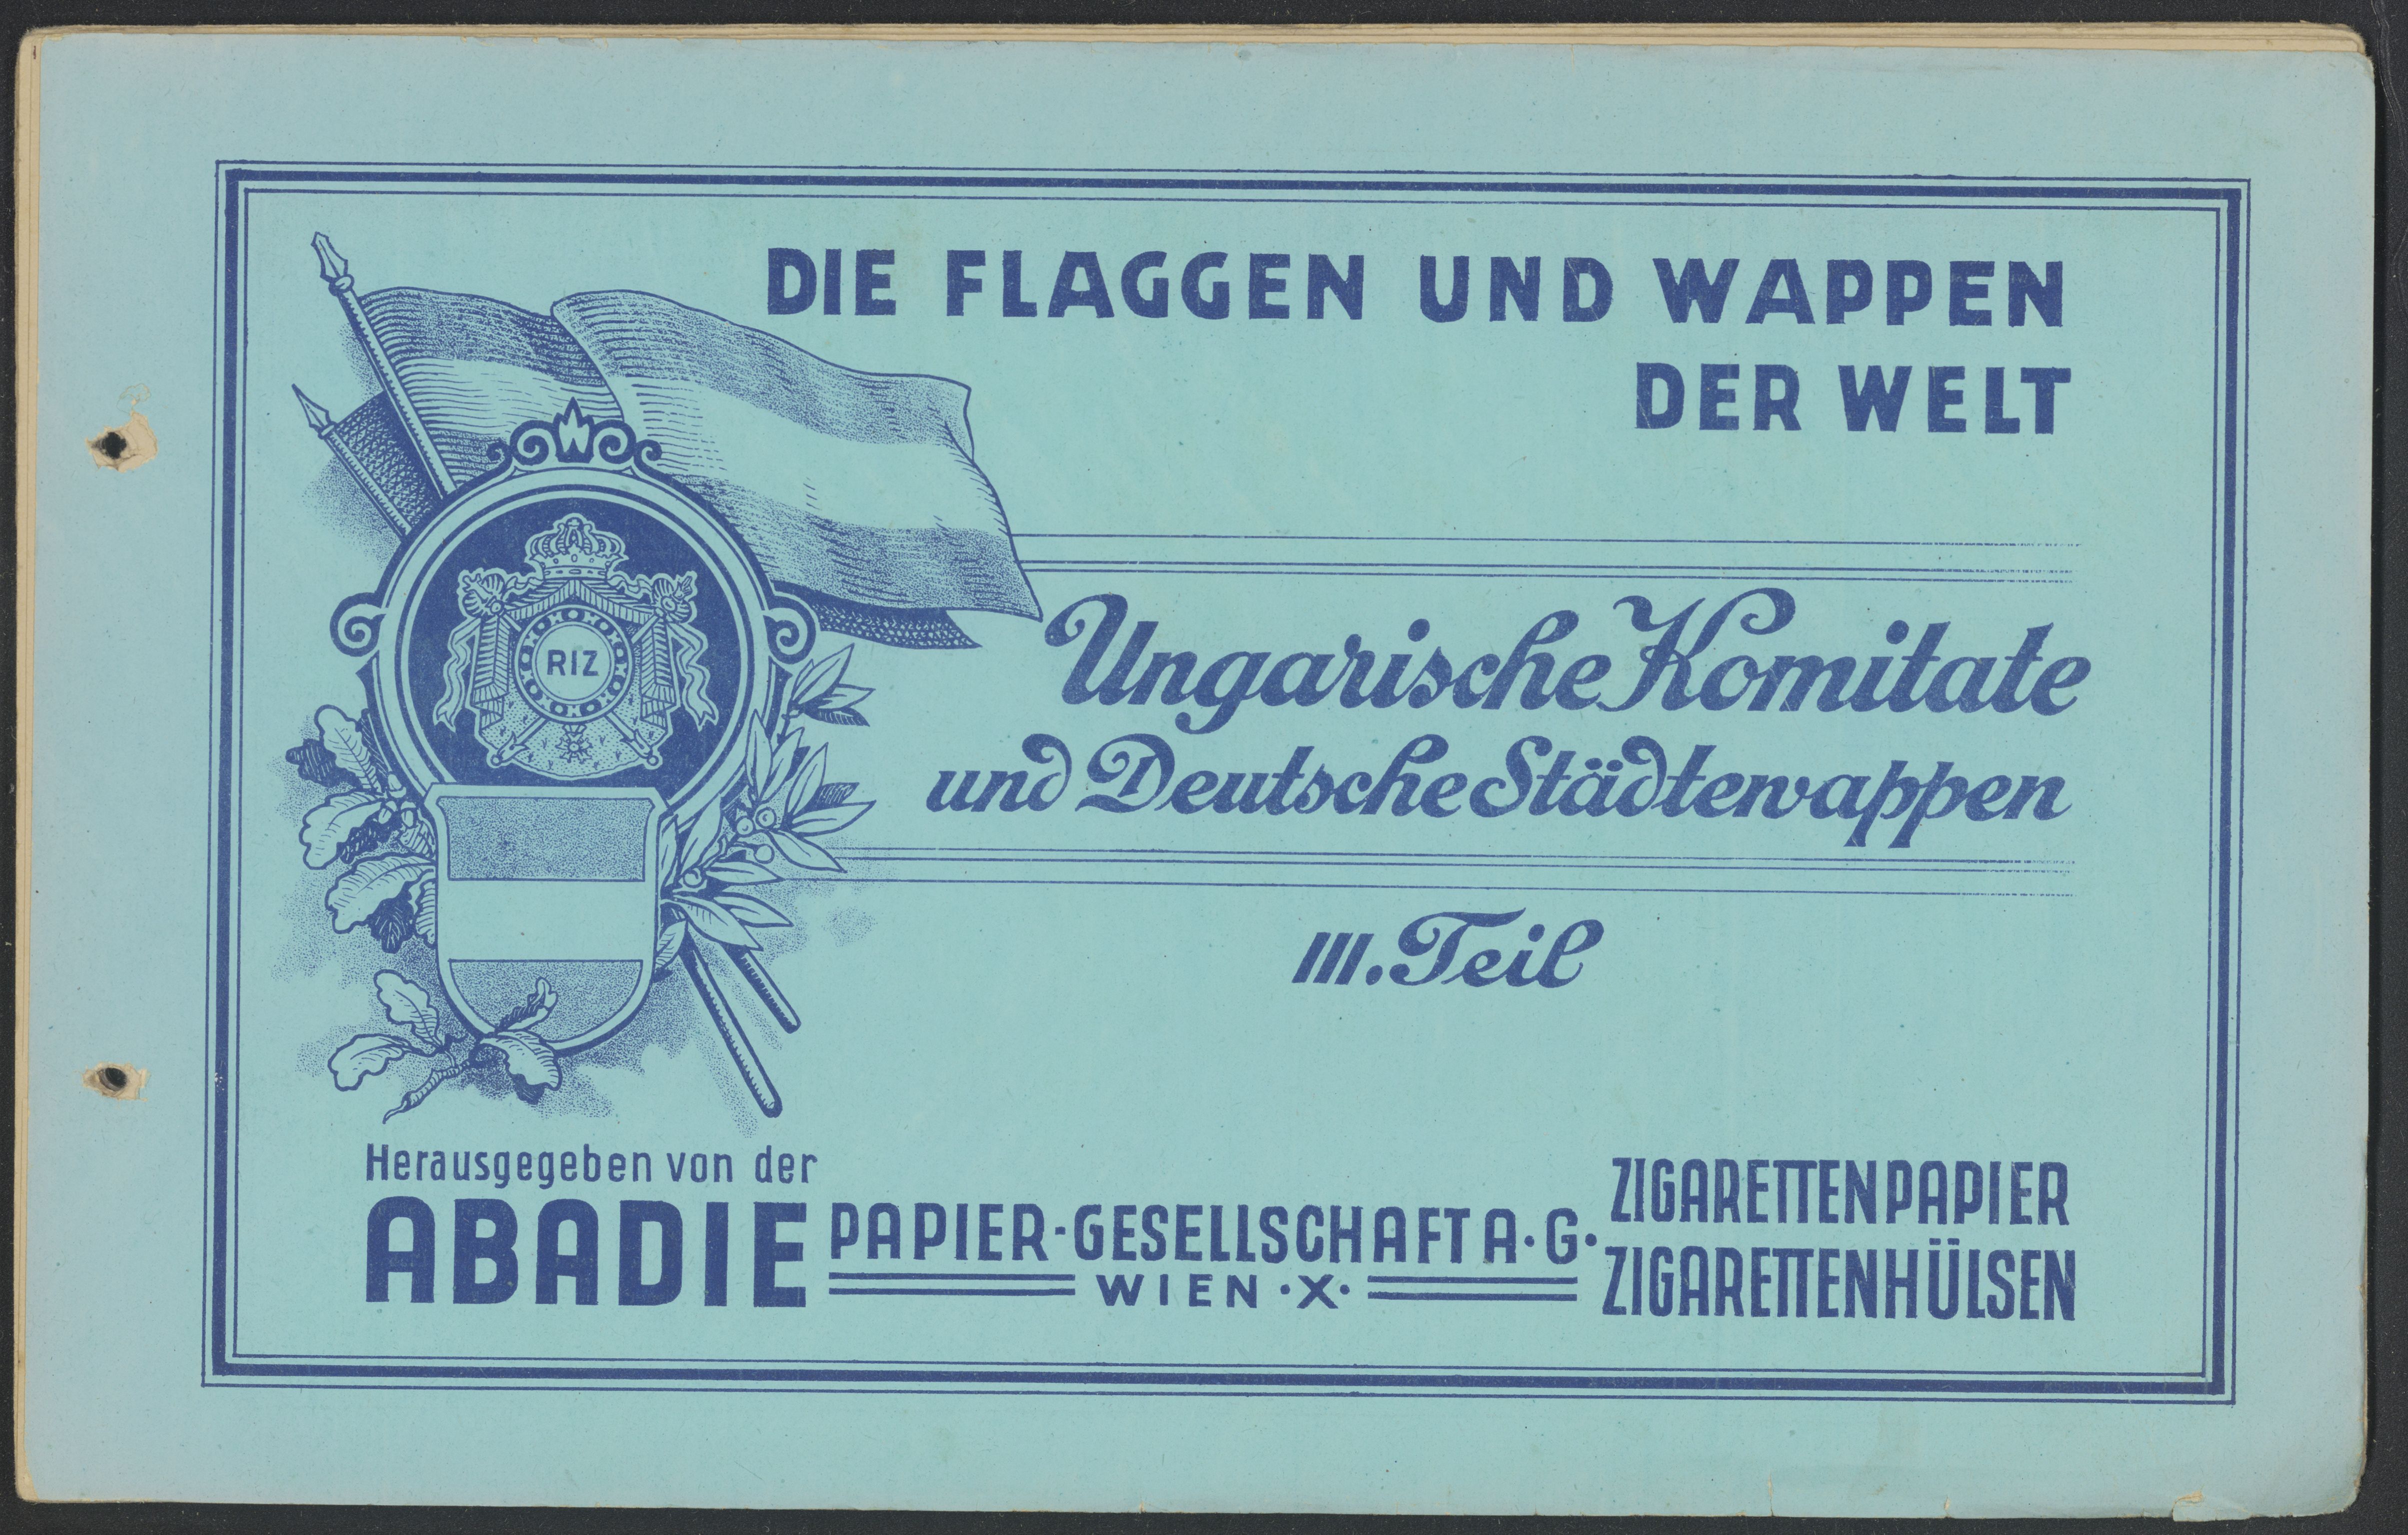 DIE FLAGGEN UND WAPPEN
DER WELT
W
RIZ
Ungarische Komitate
und Deutsche Städtewappen
III. Teil
Herausgegeben von der
ABADIE PAPIER-GESELLSCHAFT A·G·
WIEN·X·
ZIGARETTENPAPIER
ZIGARETTENHÜLSEN